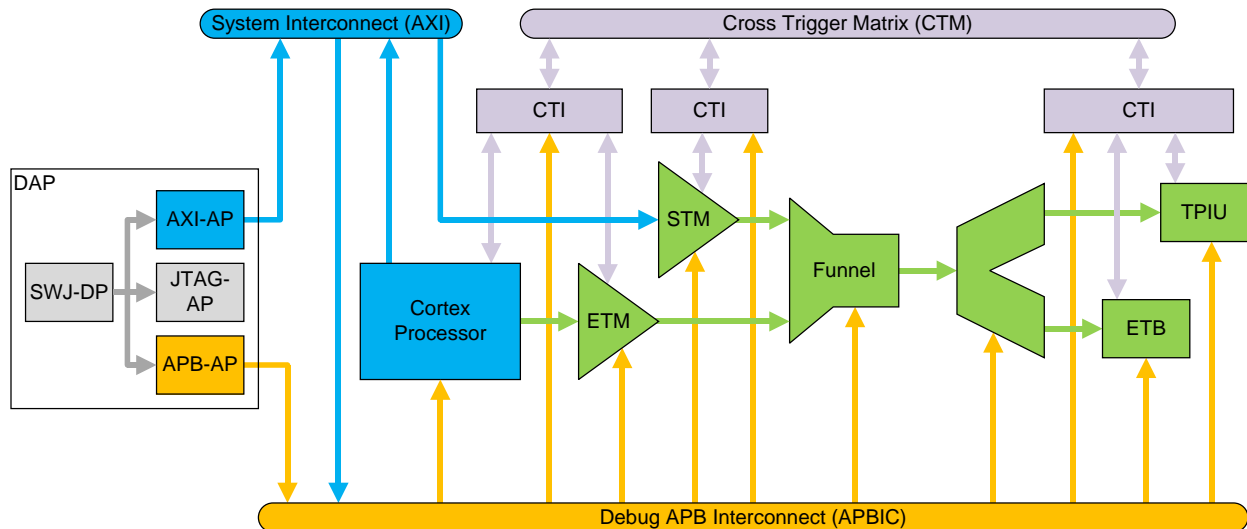 System Interconnect (AXI)
Cross Trigger Matrix (CTM)
CTI
CTI
CTI
DAP
AXI-AP
STM
TPIU
SWJ-DP
JTAG-
AP
Funnel
Cortex
Processor
ETM
ETB
APB-AP
Debug APB Interconnect (APBIC)